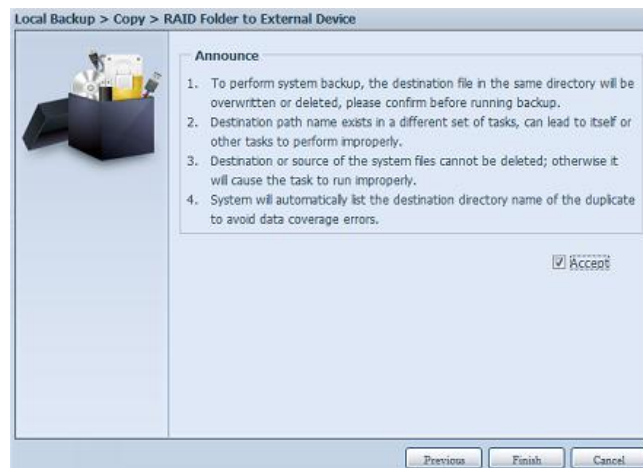 Local Backup > Copy > RAID Folder to External Device
Announce
1. To perform system backup, the destination file in the same directory will be
overwritten or deleted, please confirm before running backup.
2. Destination path name exists in a different set of tasks, can lead to itself or
other tasks to perform improperly.
3. Destination or source of the system files cannot be deleted; otherwise it
will cause the task to run improperly.
4. System will automatically list the destination directory name of the duplicate
to avoid data coverage errors.
Accept
Previous Finish Cancel